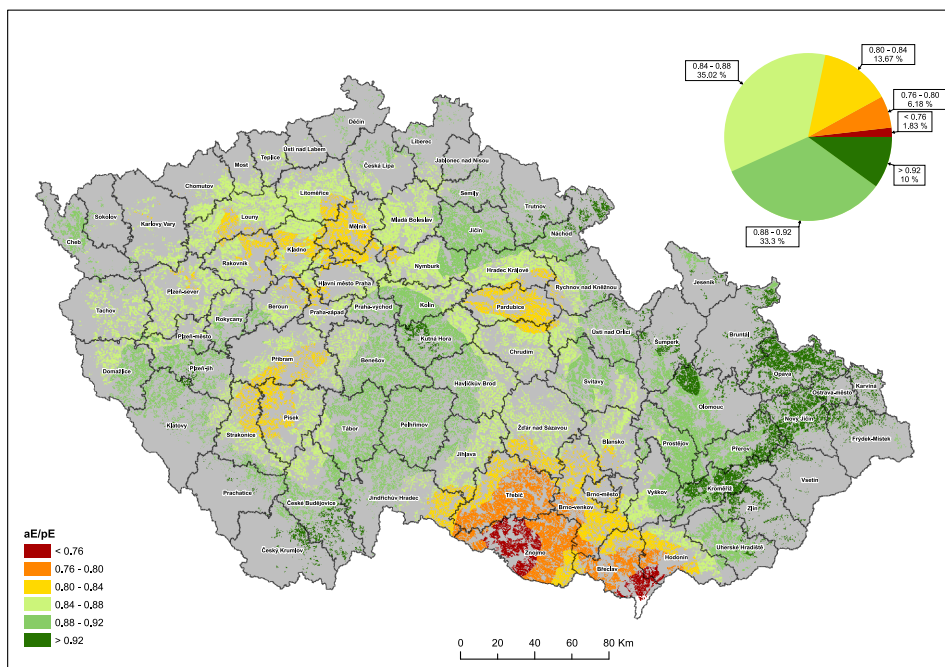 0.80 - 0.84
13.67 %
0.84 - 0.88
35.02 %
0.76 - 0.80
6.18 %
< 0.76
1.83 %
> 0.92
10 %
0.88 - 0.92
33.3 %
Děčín
Liberec
Ústí nad Labem
Teplice
Most
Česká Lípa
Jablonec nad Nisou
Chomutov
Litoměřice
Semily
Trutnov
Sokolov
Karlovy Vary
Louny
Mělník
Mladá Boleslav
Jičín
Náchod
Cheb
Kladno
Rakovník
Nymburk
Hradec Králové
Hlavní město Praha
Rychnov nad Kněžnou
Jeseník
Plzeň-sever
Beroun
Praha-východ
Kolín
Pardubice
Tachov
Rokycany
Praha-západ
Plzeň-město
Kutná Hora
Ústí nad Orlicí
Bruntál
Šumperk
Příbram
Benešov
Chrudim
Domažlice
Plzeň-jih
Opava
Havlíčkův Brod
Svitavy
Karviná
Ostrava-město
Olomouc
Klatovy
Písek
Strakonice
Tábor
Pelhřimov
Žďár nad Sázavou
Nový Jičín
Blansko
Prostějov
Přerov
Frýdek-Místek
Jihlava
Prachatice
Jindřichův Hradec
České Budějovice
Třebíč
Brno-město
Brno-venkov
Vyškov
Kroměříž
Vsetín
Zlín
Český Krumlov
Znojmo
Břeclav
Hodonín
Uherské Hradiště
aE/pE
< 0.76
0.76 - 0.80
0.80 - 0.84
0.84 - 0.88
0.88 - 0.92
> 0.92
0 20 40 60 80 Km